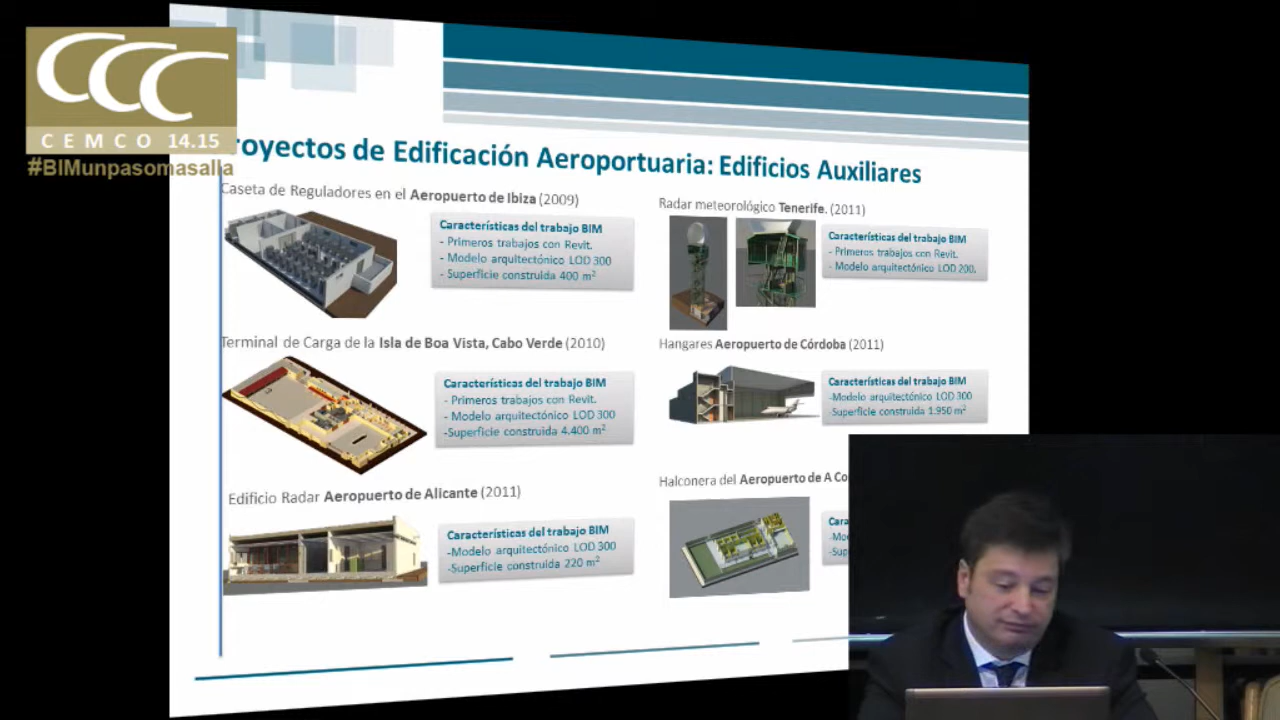 CCC
CEMCO 14.15
#BIMunpasomasalla
royectos de Edificación Aeroportuaria: Edificios Auxiliares
Caseta de Reguladores en el Aeropuerto de Ibiza (2009)
Características del trabajo BIM
- Primeros trabajos con Revit.
- Modelo arquitectónico LOD 300
- Superficie construida 400 m²
Terminal de Carga de la Isla de Boa Vista, Cabo Verde (2010)
Características del trabajo BIM
- Primeros trabajos con Revit.
- Modelo arquitectónico LOD 300
-Superficie construida 4.400 m²
Edificio Radar Aeropuerto de Alicante (2011)
Características del trabajo BIM
-Modelo arquitectónico LOD 300
-Superficie construida 220 m²
Radar meteorológico Tenerife. (2011)
Características del trabajo BIM
- Primeros trabajos con Revit.
- Modelo arquitectónico LOD 200.
Hangares Aeropuerto de Córdoba (2011)
Características del trabajo BIM
-Modelo arquitectónico LOD 300
-Superficie construida 1.950 m²
Halconera del Aeropuerto de A Co
Cara
-Mo
-Sup